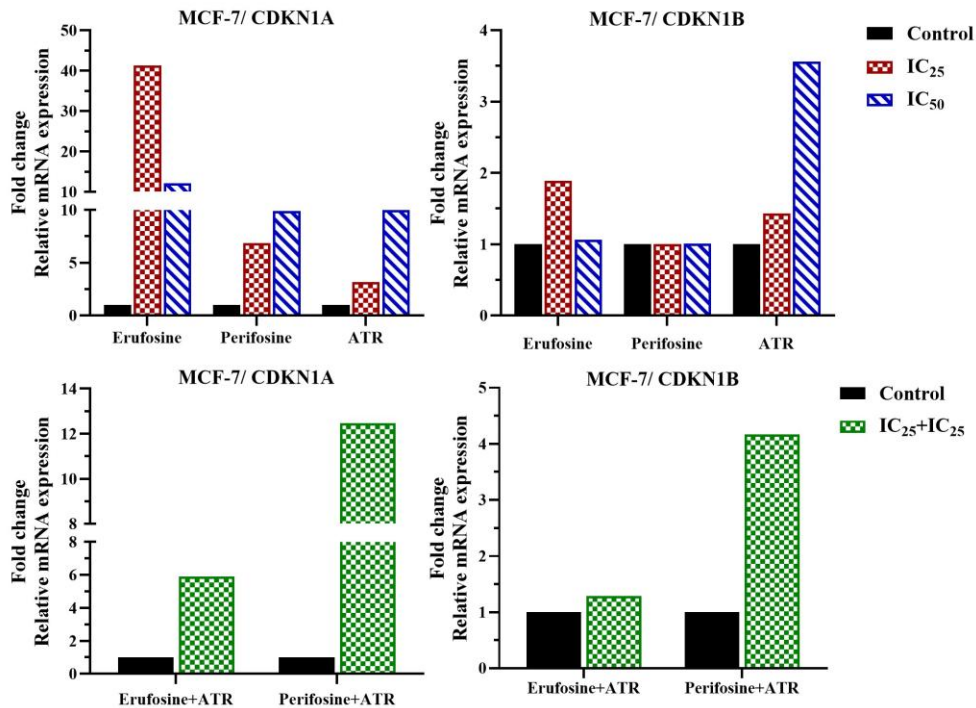 MCF-7/ CDKN1A
Fold change
Relative mRNA expression
50
40
30
20
10
10
5
0
Erufosine Perifosine ATR
MCF-7/ CDKN1B
Fold change
Relative mRNA expression
4
3
2
1
0
Erufosine Perifosine ATR
Control
IC25
IC50
MCF-7/ CDKN1A
Fold change
Relative mRNA expression
14
12
10
8
8
6
4
2
0
Erufosine+ATR Perifosine+ATR
MCF-7/ CDKN1B
Fold change
Relative mRNA expression
5
4
3
2
1
0
Erufosine+ATR Perifosine+ATR
Control
IC25+IC25